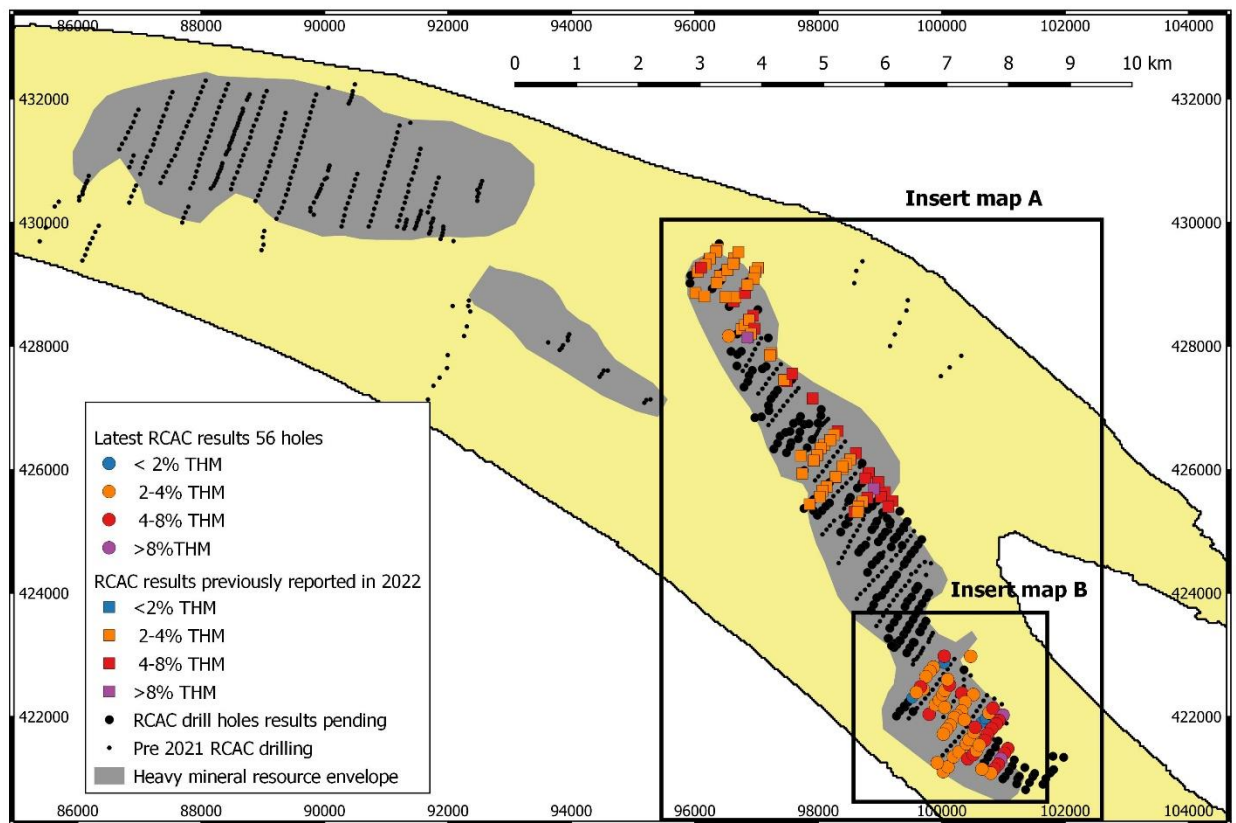 86000 88000 90000 92000 94000 96000 98000 100000 102000 104000
0 1 2 3 4 5 6 7 8 9 10 km
432000 432000
Insert map A
430000 430000
428000 428000
Latest RCAC results 56 holes
< 2% THM
2-4% THM
4-8% THM
>8%THM
RCAC results previously reported in 2022
<2% THM
2-4% THM
4-8% THM
>8% THM
RCAC drill holes results pending
Pre 2021 RCAC drilling
Heavy mineral resource envelope
426000 426000
424000 424000
Insert map B
422000 422000
86000 88000 90000 92000 94000 96000 98000 100000 102000 104000